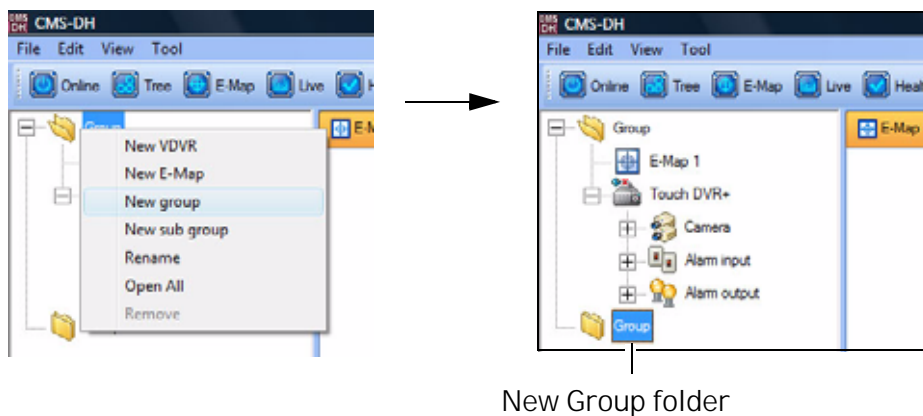 CMS-DH
File Edit View Tool
Online Tree E-Map Live
Group
New VDVR
New E-Map
New group
New sub group
Rename
Open All
Remove
CMS-DH
File Edit View Tool
Online Tree E-Map Live Heal
Group E-Map
E-Map 1
Touch DVR+
Camera
Alarm input
Alarm output
Group
New Group folder